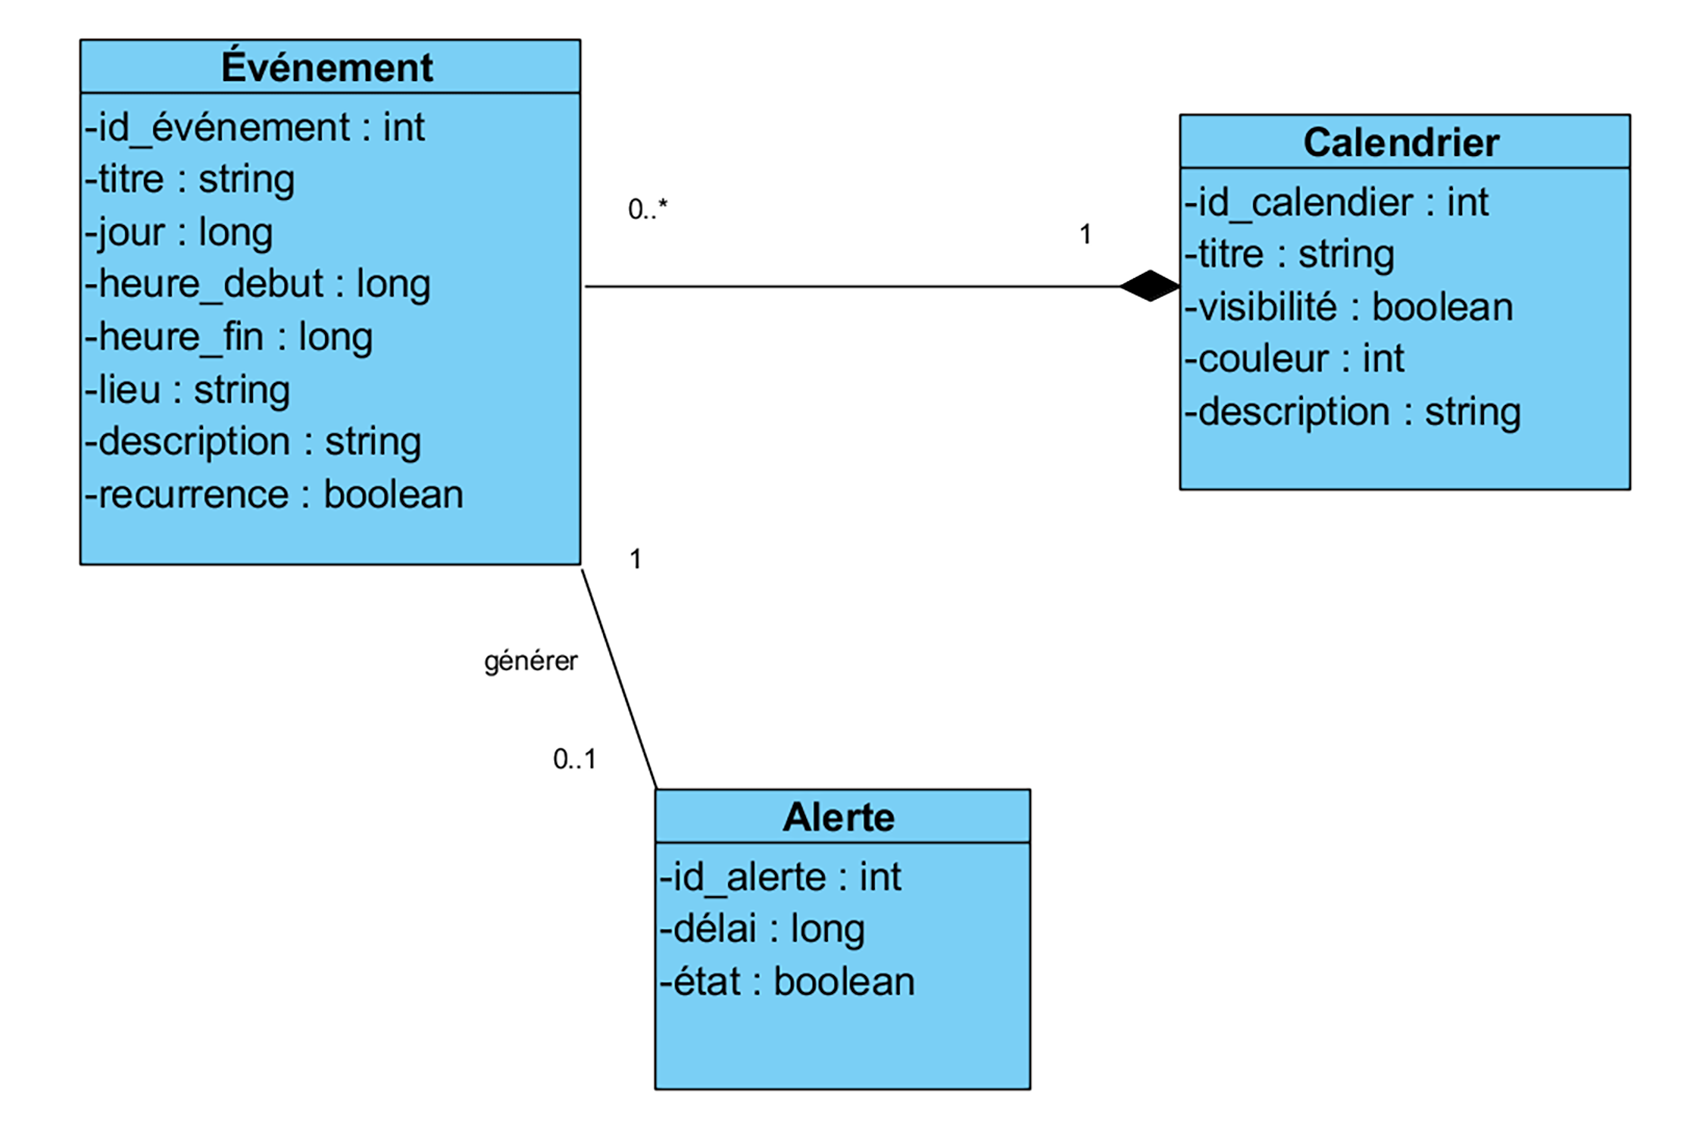 Événement
-id_événement : int
-titre : string
-jour : long
-heure_debut : long
-heure_fin : long
-lieu : string
-description : string
-recurrence : boolean
0..*
1
Calendrier
-id_calendier : int
-titre : string
-visibilité : boolean
-couleur : int
-description : string
1
générer
0..1
Alerte
-id_alerte : int
-délai : long
-état : boolean